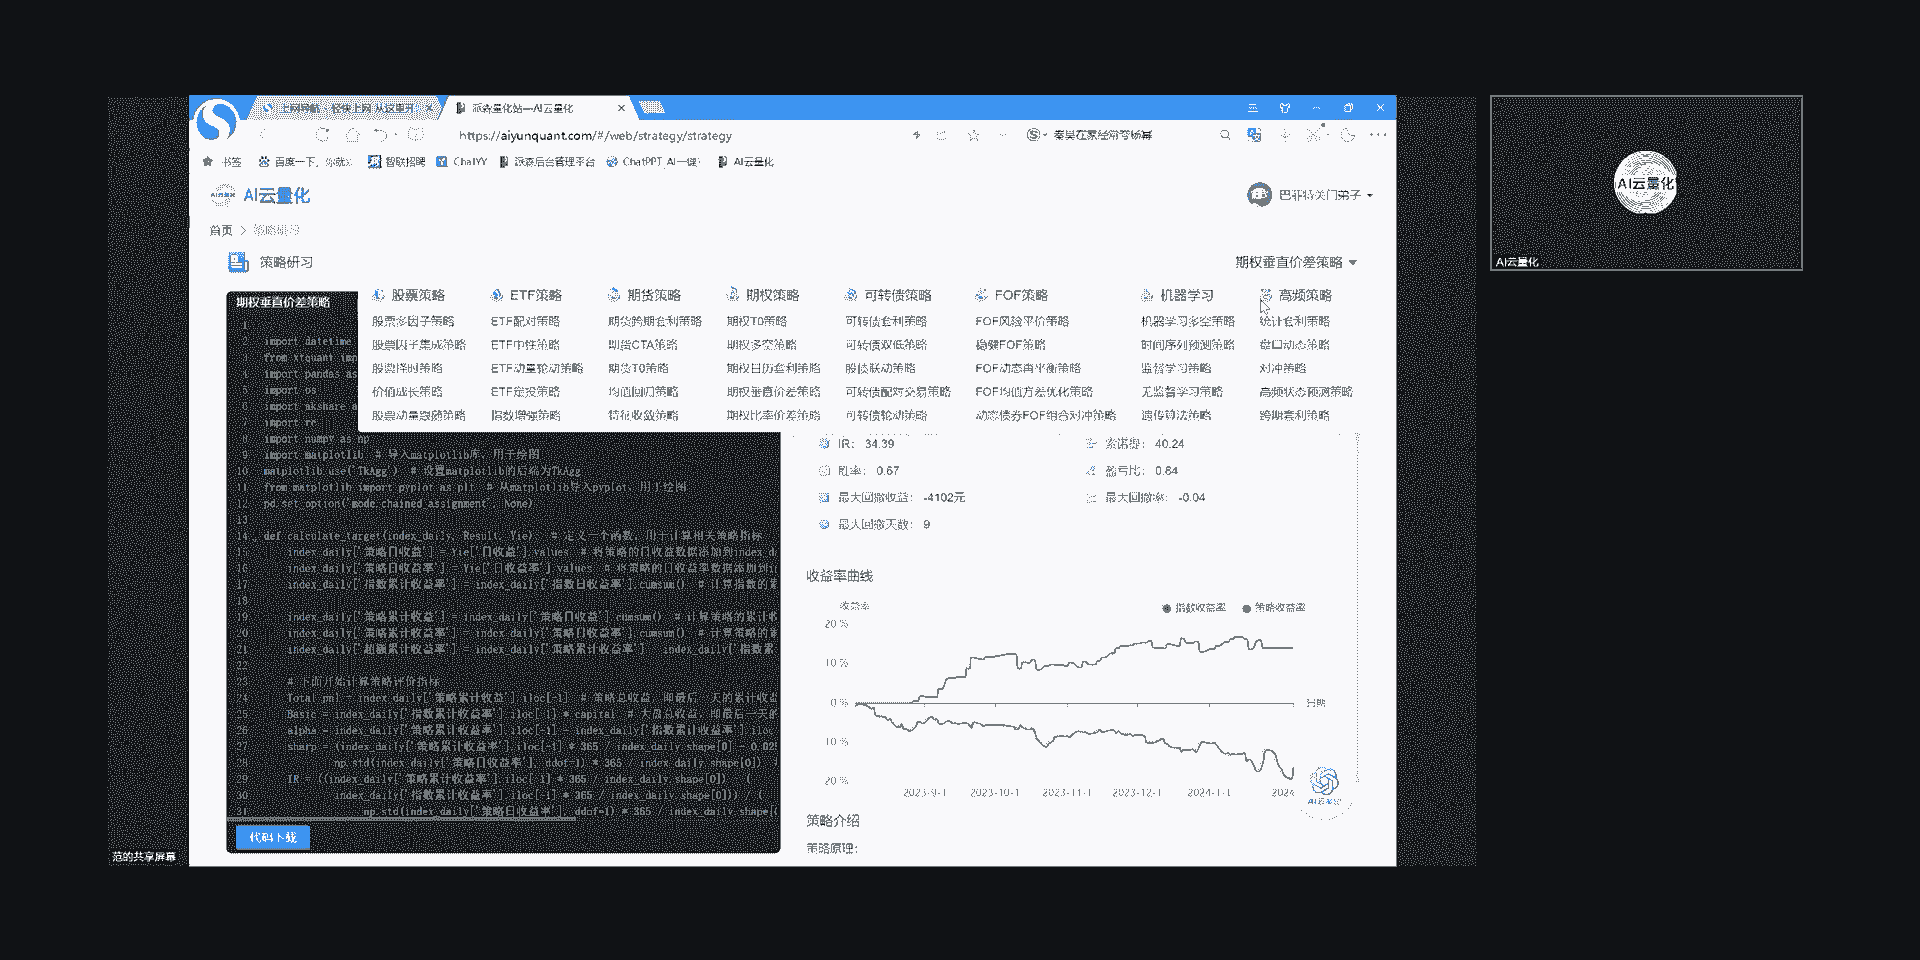 派森量化站—AI云量化
https://aiyunquant.com/#/web/strategy/strategy
书签
百度一下，你就
智联招聘
ChatYY
派森后台管理平台
ChatPPT_AI一键
AI云量化
AI云量化
巴菲特关门弟子
首页 > 策略研习
策略研习
期权垂直价差策略
AI云量化
AI云量化
期权垂直价差策略
股票策略 ETF策略 期货策略 期权策略 可转债策略 FOF策略 机器学习 高频策略
股票多因子策略 ETF配对策略 期货跨期套利策略 期权T0策略 可转债套利策略 FOF风险平价策略 机器学习多空策略 统计套利策略
股票因子集成策略 ETF中性策略 期货CTA策略 期权多空策略 可转债双低策略 稳健FOF策略 时间序列预测策略 盘口动态策略
股票择时策略 ETF动量轮动策略 期货T0策略 期权日历套利策略 股债联动策略 FOF动态再平衡策略 监督学习策略 对冲策略
价值成长策略 ETF定投策略 均值回归策略 期权垂直价差策略 可转债配对交易策略 FOF均值方差优化策略 无监督学习策略 高频状态预测策略
股票动量衰竭策略 指数增强策略 特征收敛策略 期权比率价差策略 可转债轮动策略 动态债券FOF组合对冲策略 遗传算法策略 跨期套利策略
1
2 import datetime
3 from xtquant imp
4 import pandas as
5 import os
6 import akshare a
7 import re
8 import numpy as np
9 import matplotlib # 导入matplotlib库，用于绘图
10 matplotlib.use('TkAgg') # 设置matplotlib的后端为TkAgg
11 from matplotlib import pyplot as plt # 从matplotlib导入pyplot，用于绘图
12 pd.set_option('mode.chained_assignment', None)
13
14 def calculate_target(index_daily, Result, Yie) # 定义一个函数，用于计算相关策略指标
15 index_daily['策略日收益'] = Yie['日收益'].values # 将策略的日收益数据添加到index_d
16 index_daily['策略日收益率'] = Yie['日收益率'].values # 将策略的日收益率数据添加到i
17 index_daily['指数累计收益率'] = index_daily['指数日收益率'].cumsum() # 计算指数的累
18
19 index_daily['策略累计收益'] = index_daily['策略日收益'].cumsum() # 计算策略的累计收
20 index_daily['策略累计收益率'] = index_daily['策略日收益率'].cumsum() # 计算策略的
21 index_daily['超额累计收益率'] = index_daily['策略累计收益率'] - index_daily['指数累
22
23 # 下面开始计算策略评价指标
24 Total_pnl = index_daily['策略累计收益'].iloc[-1] # 策略总收益，即最后一天的累计收益
25 Basic = index_daily['指数累计收益率'].iloc[-1] * capital # 大盘总收益，即最后一天的
26 alpha = index_daily['策略累计收益率'].iloc[-1] - index_daily['指数累计收益率'].iloc
27 sharp = (index_daily['策略累计收益率'].iloc[-1] * 365 / index_daily.shape[0] - 0.02
28 np.std(index_daily['策略日收益率'], ddof=1) * 365 / index_daily.shape[0])
29 IR = ((index_daily['策略累计收益率'].iloc[-1] * 365 / index_daily.shape[0]) - (
30 index_daily['指数累计收益率'].iloc[-1] * 365 / index_daily.shape[0])) / (
31 np.std(index_daily['策略日收益率'], ddof=1) * 365 / index_daily.shape[
代码下载
IR: 34.39 索诺提: 40.24
胜率: 0.67 盈亏比: 0.84
最大回撤收益: -4102元 最大回撤率: -0.04
最大回撤天数: 9
收益率曲线
收益率
指数收益率 策略收益率
20 %
10 %
0 %
日期
10 %
20 %
2023-9-1 2023-10-1 2023-11-1 2023-12-1 2024-1-1 2024
策略介绍
策略原理:
范的共享屏幕